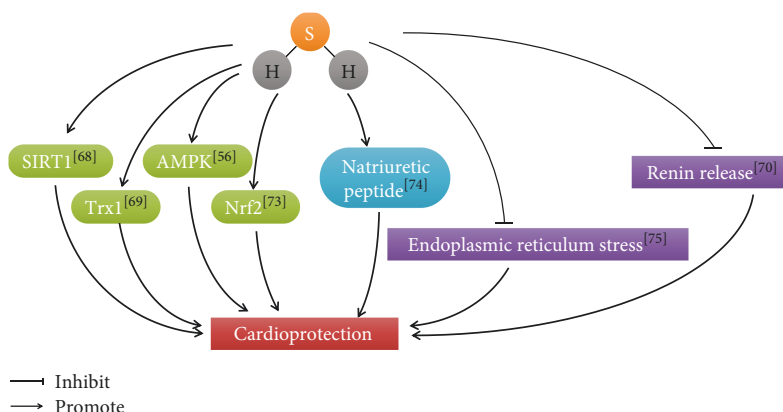 S
H H
SIRT1[68]
AMPK[56]
Trx1[69]
Nrf2[73]
Natriuretic
peptide[74]
Renin release[70]
Endoplasmic reticulum stress[75]
Cardioprotection
Inhibit
Promote